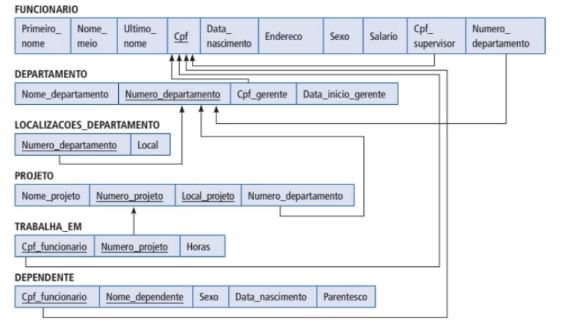 FUNCIONARIO
Primeiro_nome Nome_meio Ultimo_nome Cpf Data_nascimento Endereco Sexo Salario Cpf_supervisor Numero_departamento
DEPARTAMENTO
Nome_departamento Numero_departamento Cpf_gerente Data_inicio_gerente
LOCALIZACOES_DEPARTAMENTO
Numero_departamento Local
PROJETO
Nome_projeto Numero_projeto Local_projeto Numero_departamento
TRABALHA_EM
Cpf_funcionario Numero_projeto Horas
DEPENDENTE
Cpf_funcionario Nome_dependente Sexo Data_nascimento Parentesco